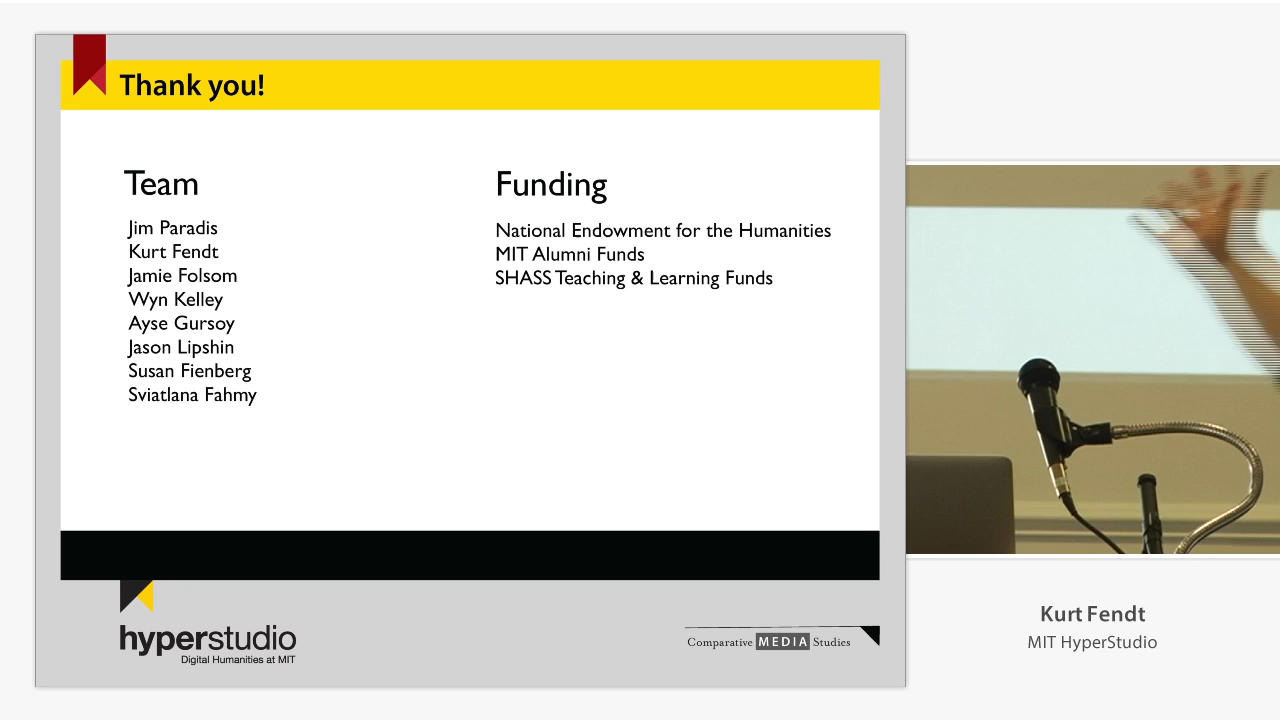 Thank you!
Team
Jim Paradis
Kurt Fendt
Jamie Folsom
Wyn Kelley
Ayse Gursoy
Jason Lipshin
Susan Fienberg
Sviatlana Fahmy
Funding
National Endowment for the Humanities
MIT Alumni Funds
SHASS Teaching & Learning Funds
hyperstudio
Digital Humanities at MIT
Comparative MEDIA Studies
Kurt Fendt
MIT HyperStudio